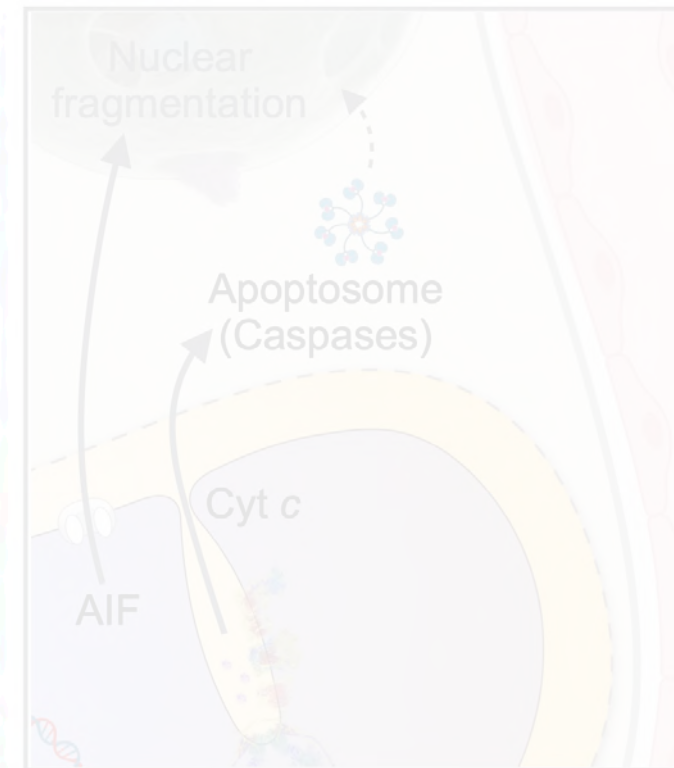 Nuclear
fragmentation
Apoptosome
(Caspases)
Cyt c
AIF